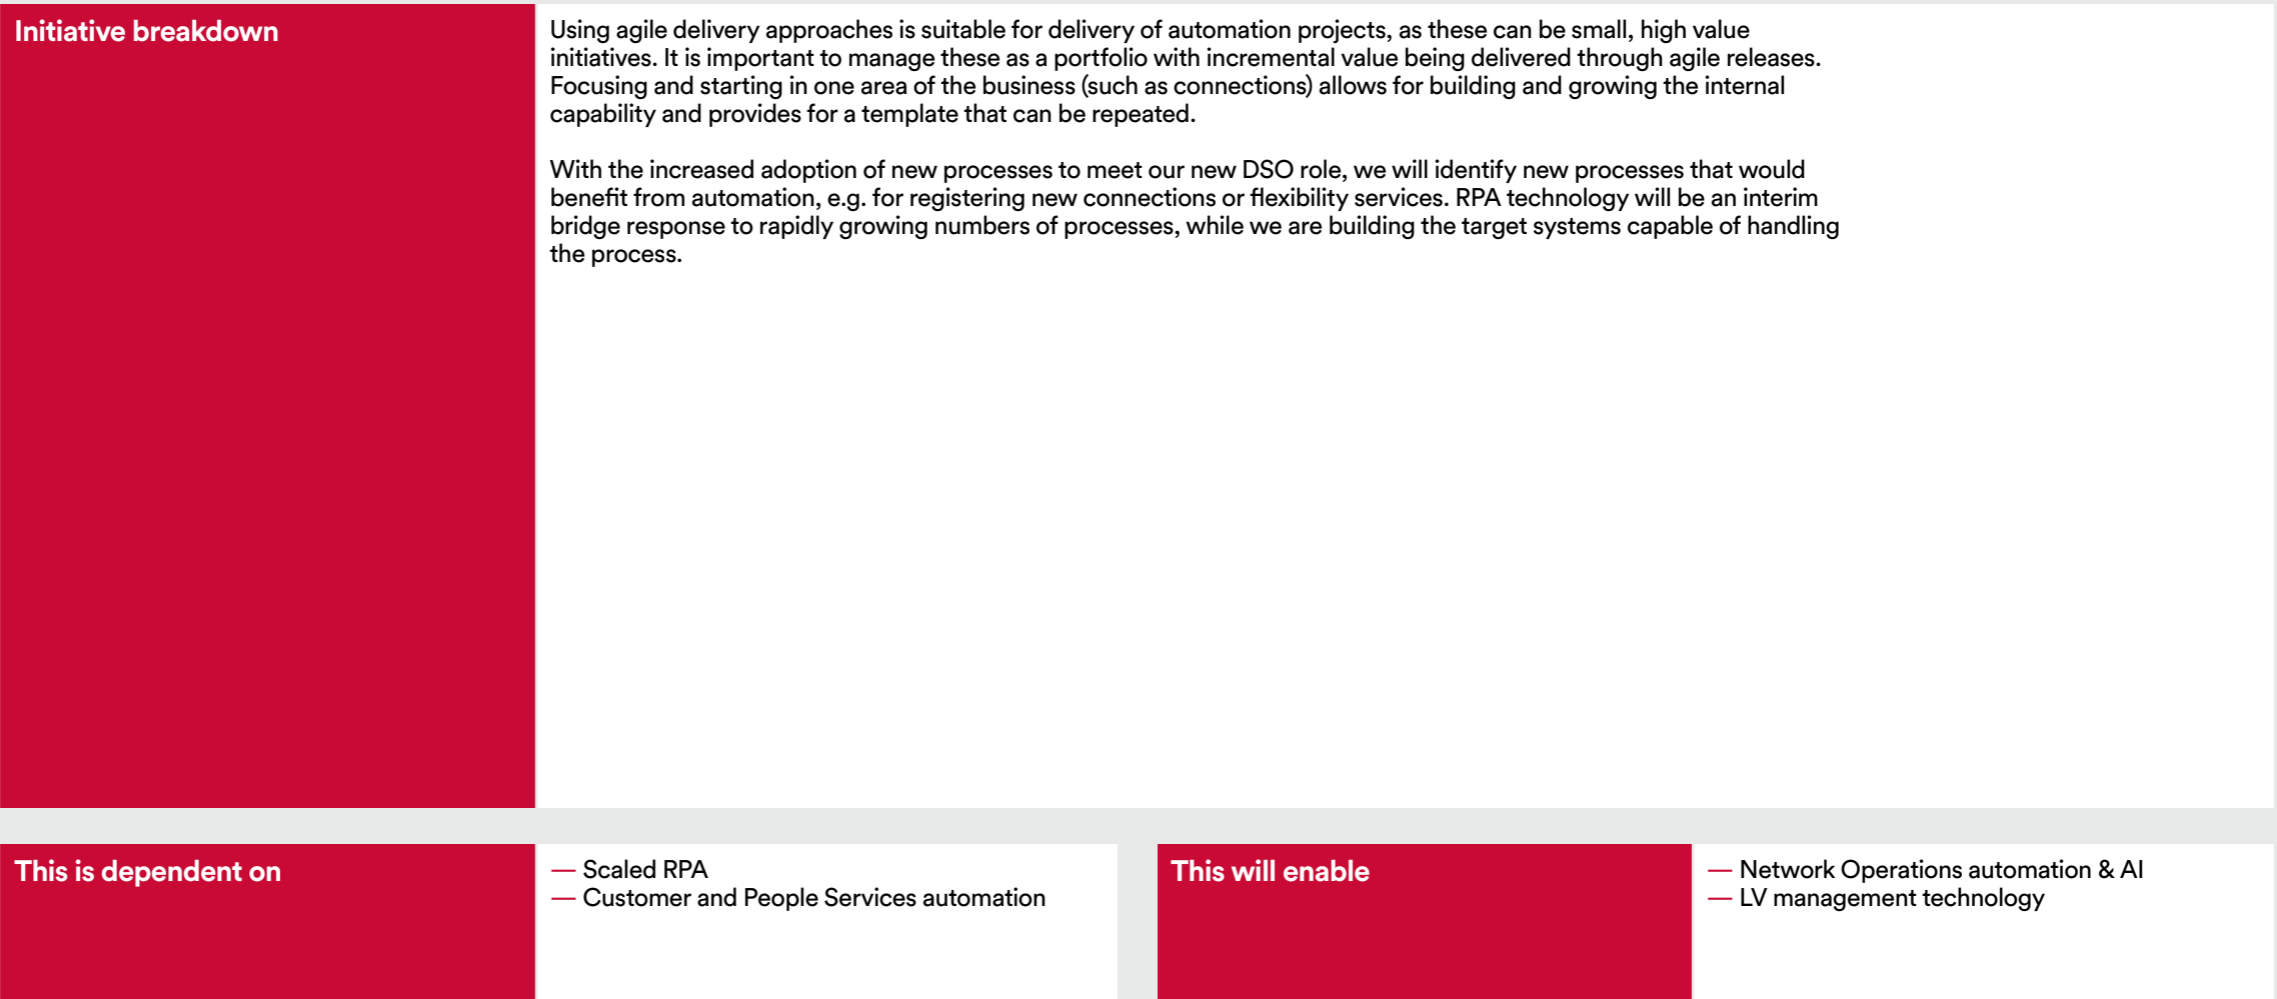 Initiative breakdown
Using agile delivery approaches is suitable for delivery of automation projects, as these can be small, high value
initiatives. It is important to manage these as a portfolio with incremental value being delivered through agile releases.
Focusing and starting in one area of the business (such as connections) allows for building and growing the internal
capability and provides for a template that can be repeated.
With the increased adoption of new processes to meet our new DSO role, we will identify new processes that would
benefit from automation, e.g. for registering new connections or flexibility services. RPA technology will be an interim
bridge response to rapidly growing numbers of processes, while we are building the target systems capable of handling
the process.
This is dependent on
— Scaled RPA
— Customer and People Services automation
This will enable
— Network Operations automation & AI
— LV management technology